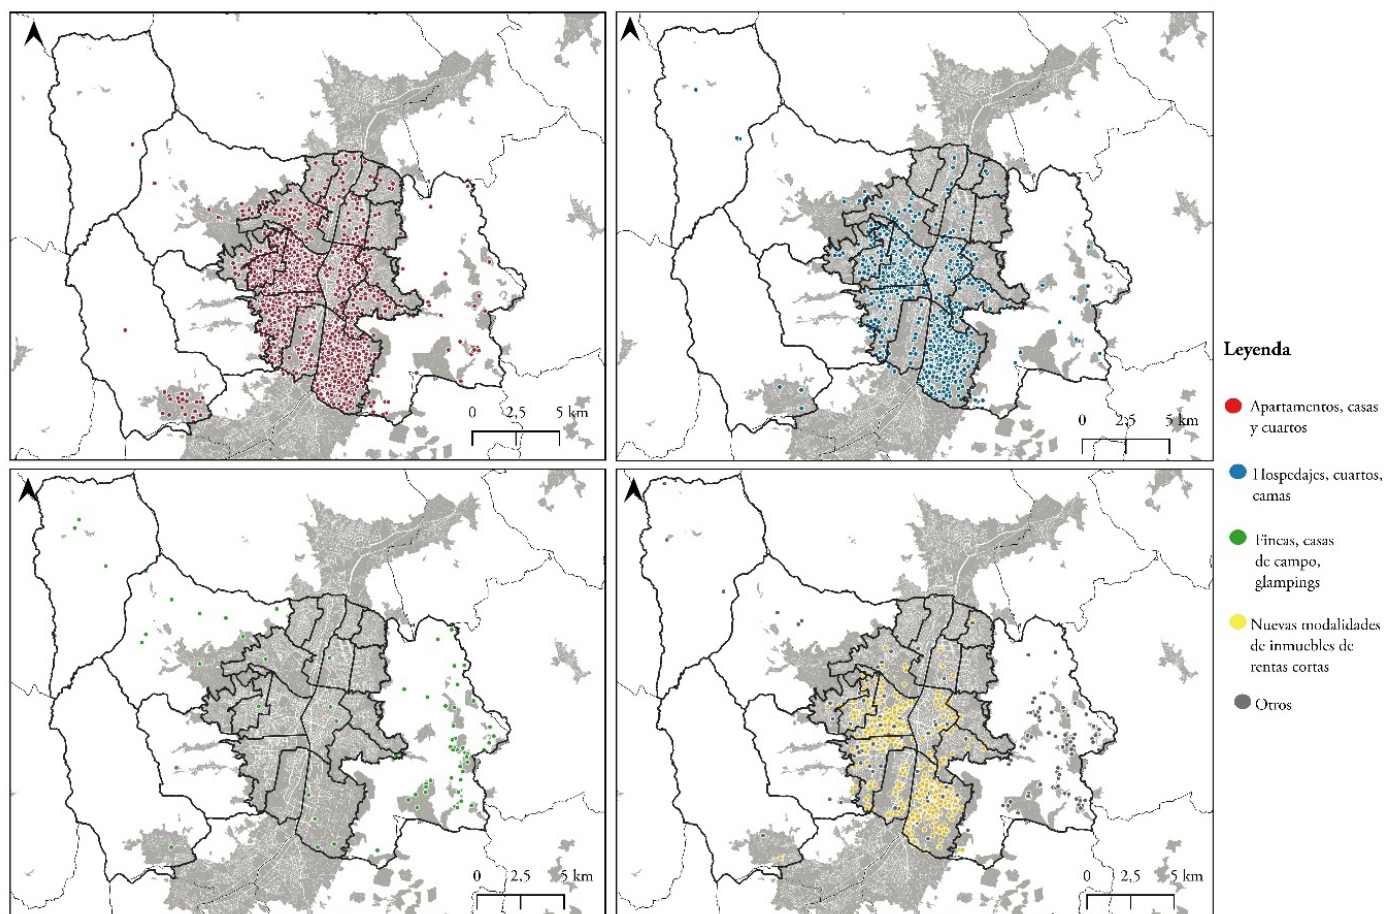 0 2,5 5 km
0 2,5 5 km
Leyenda
Apartamentos, casas
y cuartos
Hospedajes, cuartos,
camas
Fincas, casas
de campo,
glampings
Nuevas modalidades
de inmuebles de
rentas cortas
Otros
0 2,5 5 km
0 2,5 5 km